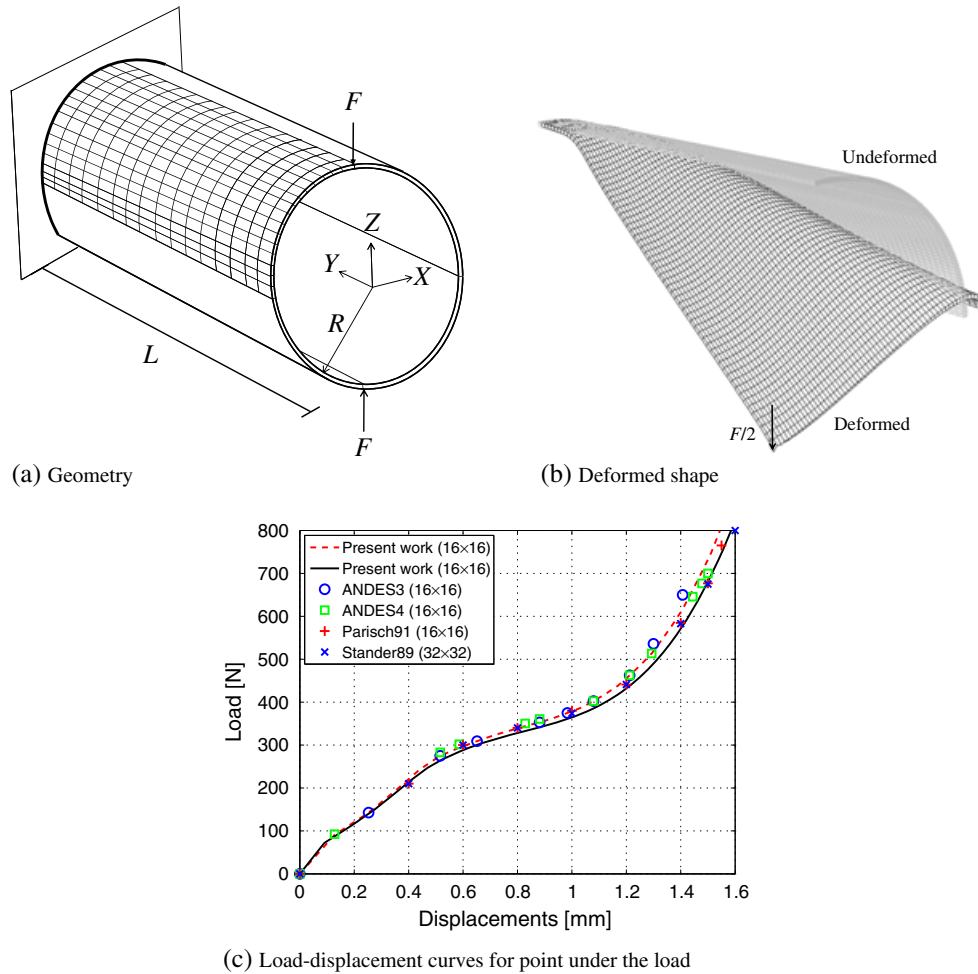 F
Z
Y
X
R
L
F
(a) Geometry
Undeformed
F/2
Deformed
(b) Deformed shape
800
700
600
500
400
300
200
100
0
Load [N]
Present work (16×16)
Present work (16×16)
ANDES3 (16×16)
ANDES4 (16×16)
Parisch91 (16×16)
Stander89 (32×32)
0 0.2 0.4 0.6 0.8 1 1.2 1.4 1.6
Displacements [mm]
(c) Load-displacement curves for point under the load